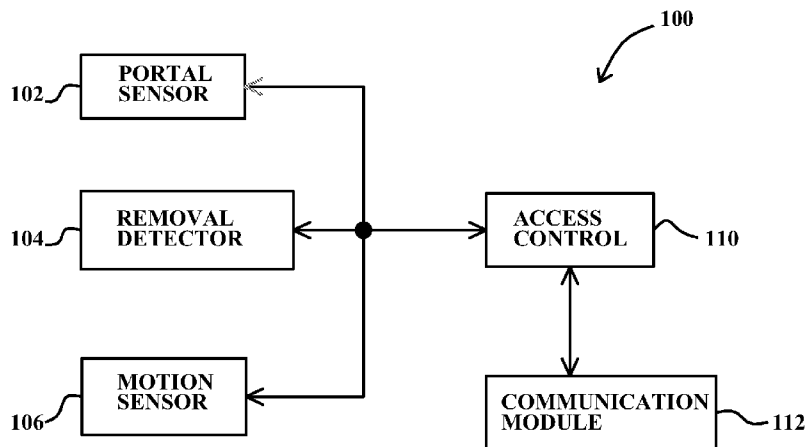 100
102
PORTAL
SENSOR
104
REMOVAL
DETECTOR
ACCESS
CONTROL
110
106
MOTION
SENSOR
COMMUNICATION
MODULE
112